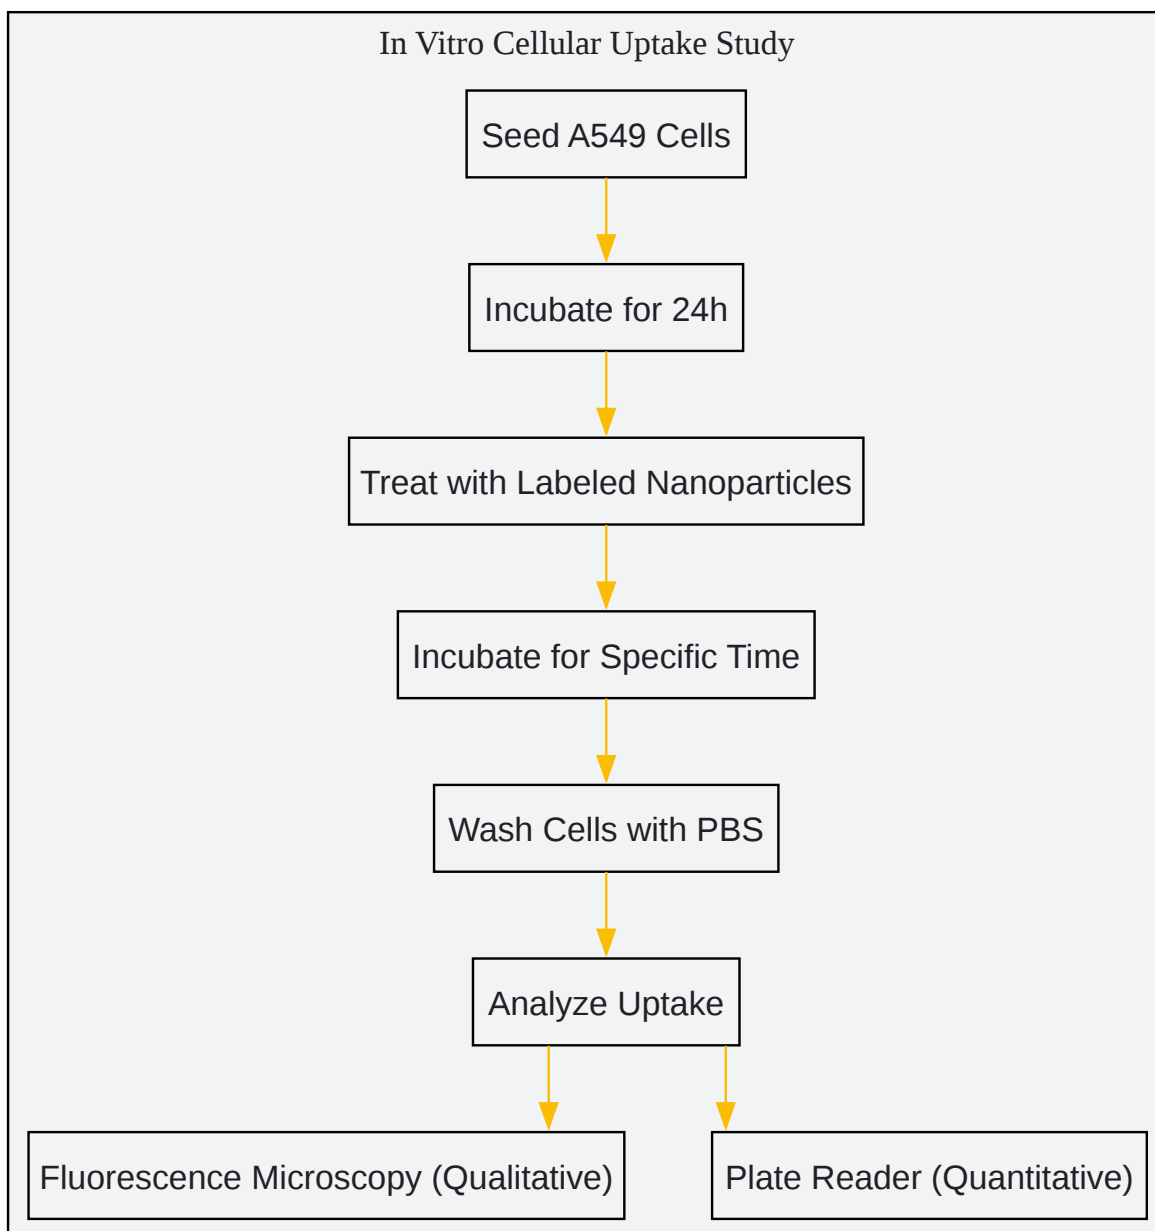 In Vitro Cellular Uptake Study
Seed A549 Cells
Incubate for 24h
Treat with Labeled Nanoparticles
Incubate for Specific Time
Wash Cells with PBS
Analyze Uptake
Fluorescence Microscopy (Qualitative)
Plate Reader (Quantitative)